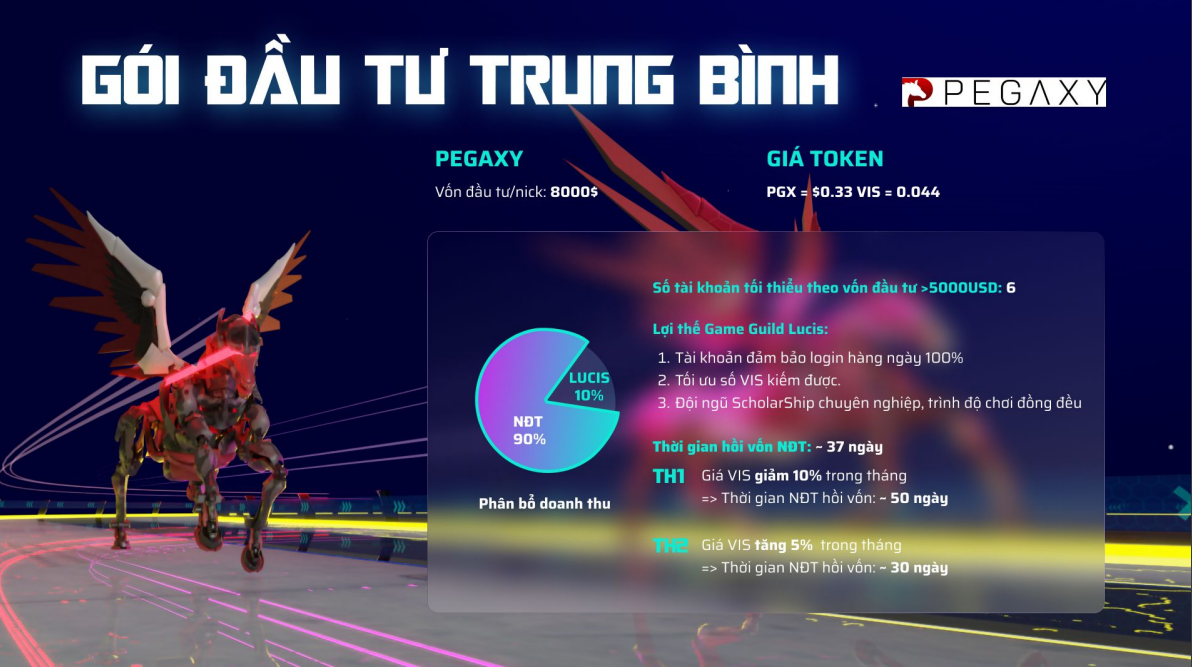 GÓI ĐẦU TƯ TRUNG BÌNH
PEGAXY
PEGAXY
Vốn đầu tư/nick: 8000$
GIÁ TOKEN
PGX = $0.33 VIS = 0.044
LUCIS
10%
NĐT
90%
Phân bổ doanh thu
Số tài khoản tối thiểu theo vốn đầu tư >5000USD: 6
Lợi thế Game Guild Lucis:
1. Tài khoản đảm bảo login hàng ngày 100%
2. Tối ưu số VIS kiếm được.
3. Đội ngũ ScholarShip chuyên nghiệp, trình độ chơi đồng đều
Thời gian hồi vốn NĐT: ~ 37 ngày
TH1 Giá VIS giảm 10% trong tháng
=> Thời gian NĐT hồi vốn: ~ 50 ngày
TH2 Giá VIS tăng 5% trong tháng
=> Thời gian NĐT hồi vốn: ~ 30 ngày